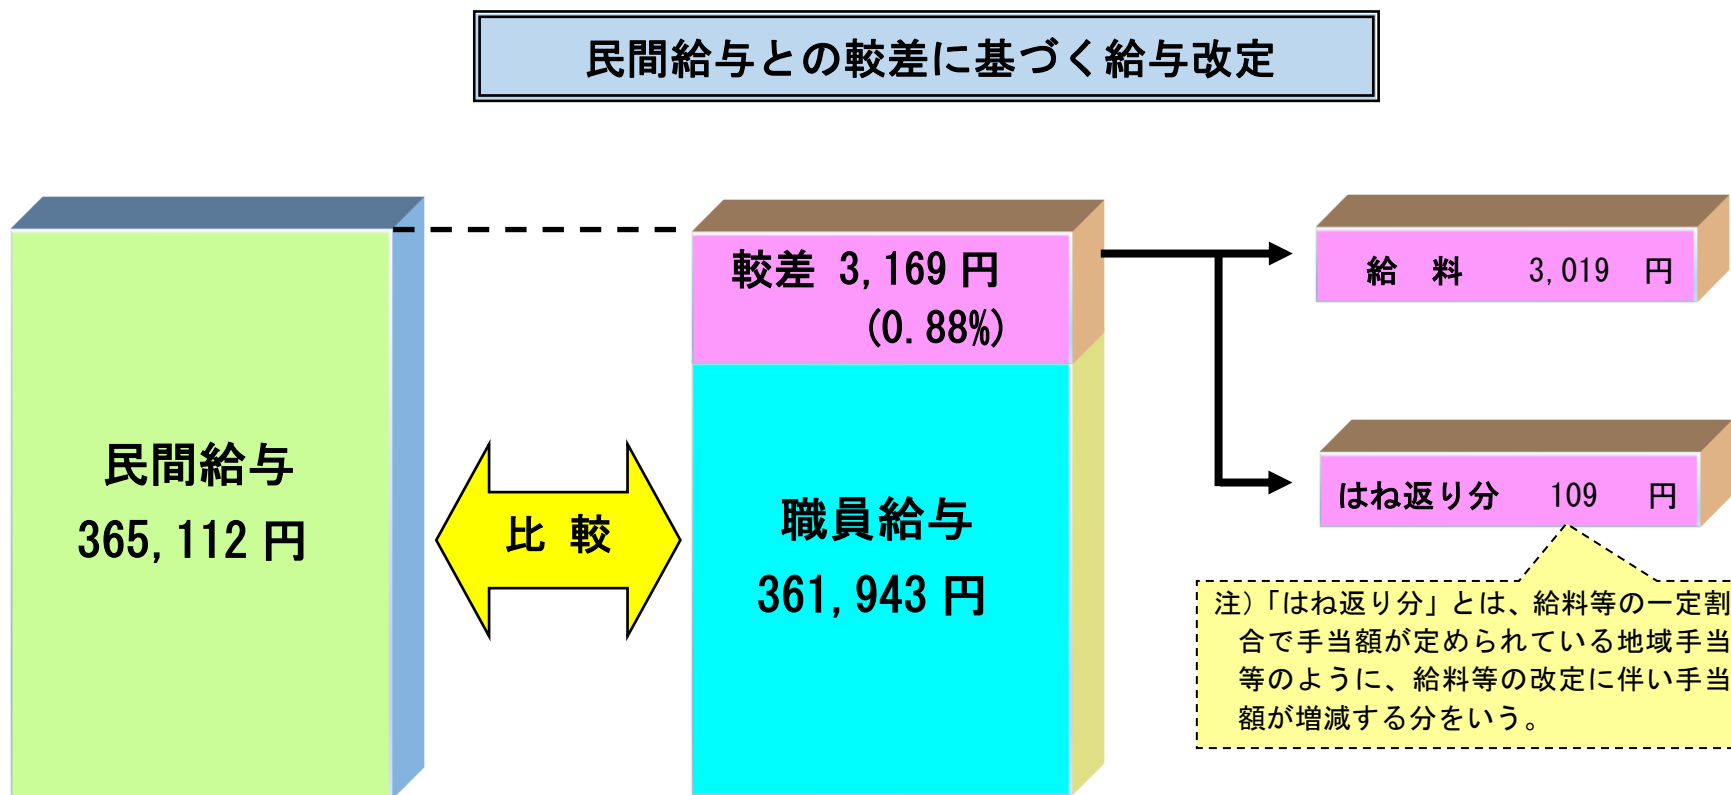 民間給与との較差に基づく給与改定
較差 3,169 円
(0.88%)
給　料　3,019　円
民間給与
365,112 円
比 較
職員給与
361,943 円
はね返り分　109　円
注）「はね返り分」とは、給料等の一定割
合で手当額が定められている地域手当
等のように、給料等の改定に伴い手当
額が増減する分をいう。